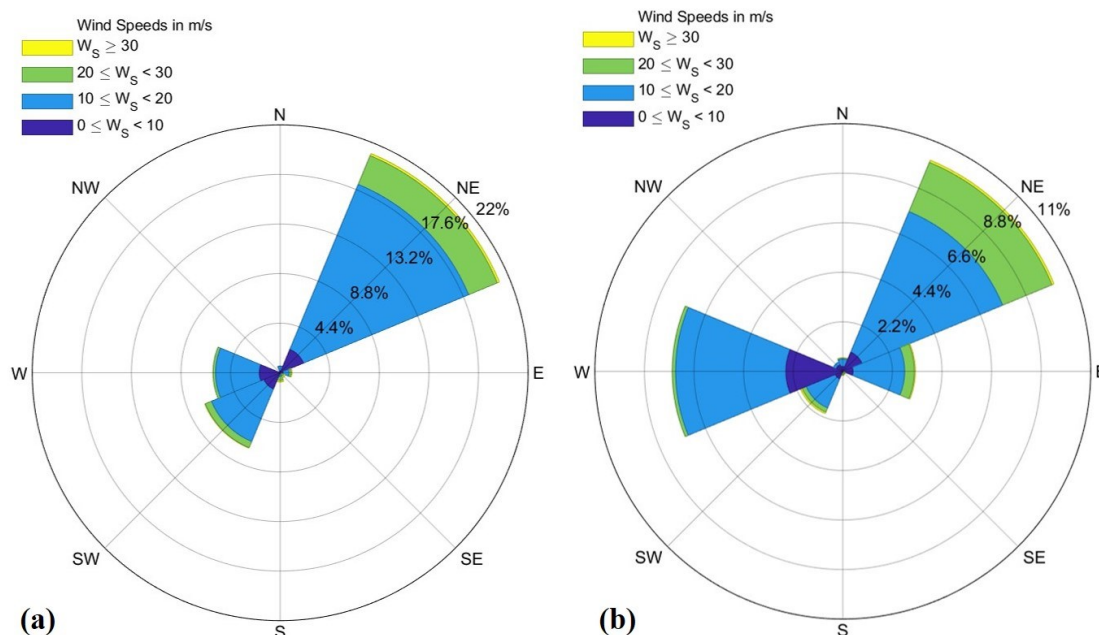 Wind Speeds in m/s
W_S ≥ 30
20 ≤ W_S < 30
10 ≤ W_S < 20
0 ≤ W_S < 10
N
NW
NE
22%
17.6%
13.2%
8.8%
4.4%
W
E
SW
SE
S
(a)
Wind Speeds in m/s
W_S ≥ 30
20 ≤ W_S < 30
10 ≤ W_S < 20
0 ≤ W_S < 10
N
NW
NE
11%
8.8%
6.6%
4.4%
2.2%
W
E
SW
SE
S
(b)